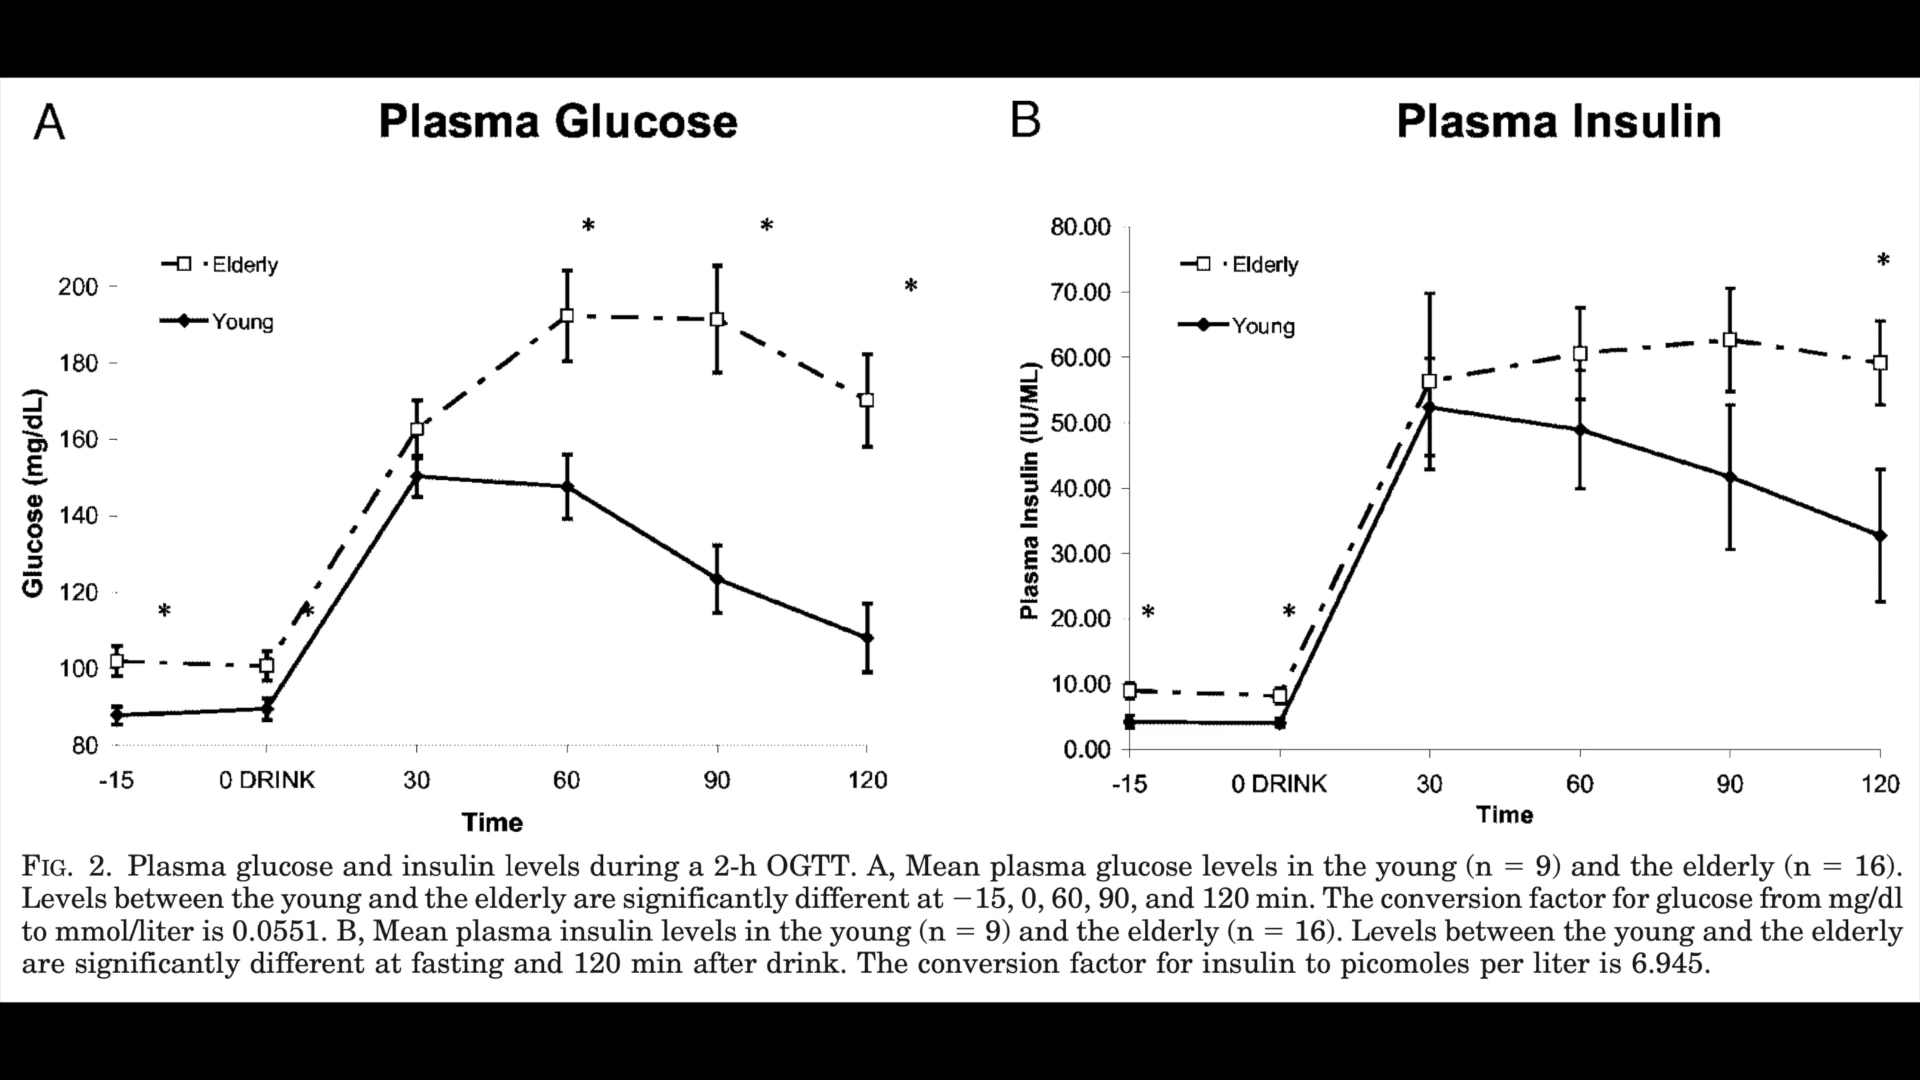 A
Plasma Glucose
* *
Elderly
Young
*
200
180
160
140
120
100
80
* *
Glucose (mg/dL)
-15 0 DRINK 30 60 90 120
Time
B
Plasma Insulin
80.00
70.00
60.00
50.00
40.00
30.00
20.00
10.00
0.00
Elderly
Young
*
* *
Plasma Insulin (IU/ML)
-15 0 DRINK 30 60 90 120
Time
FIG. 2. Plasma glucose and insulin levels during a 2-h OGTT. A, Mean plasma glucose levels in the young (n = 9) and the elderly (n = 16).
Levels between the young and the elderly are significantly different at −15, 0, 60, 90, and 120 min. The conversion factor for glucose from mg/dl
to mmol/liter is 0.0551. B, Mean plasma insulin levels in the young (n = 9) and the elderly (n = 16). Levels between the young and the elderly
are significantly different at fasting and 120 min after drink. The conversion factor for insulin to picomoles per liter is 6.945.